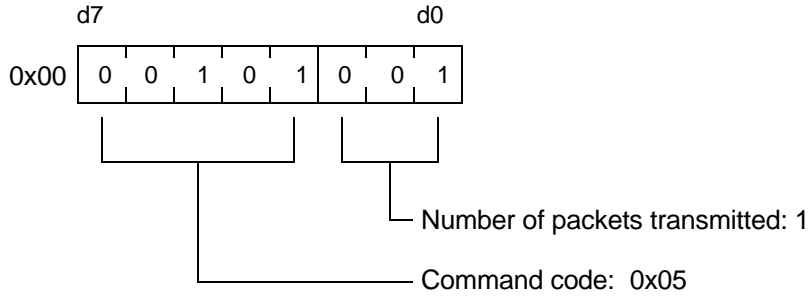 d7 d0
0x00 0 0 1 0 1 0 0 1
Number of packets transmitted: 1
Command code: 0x05